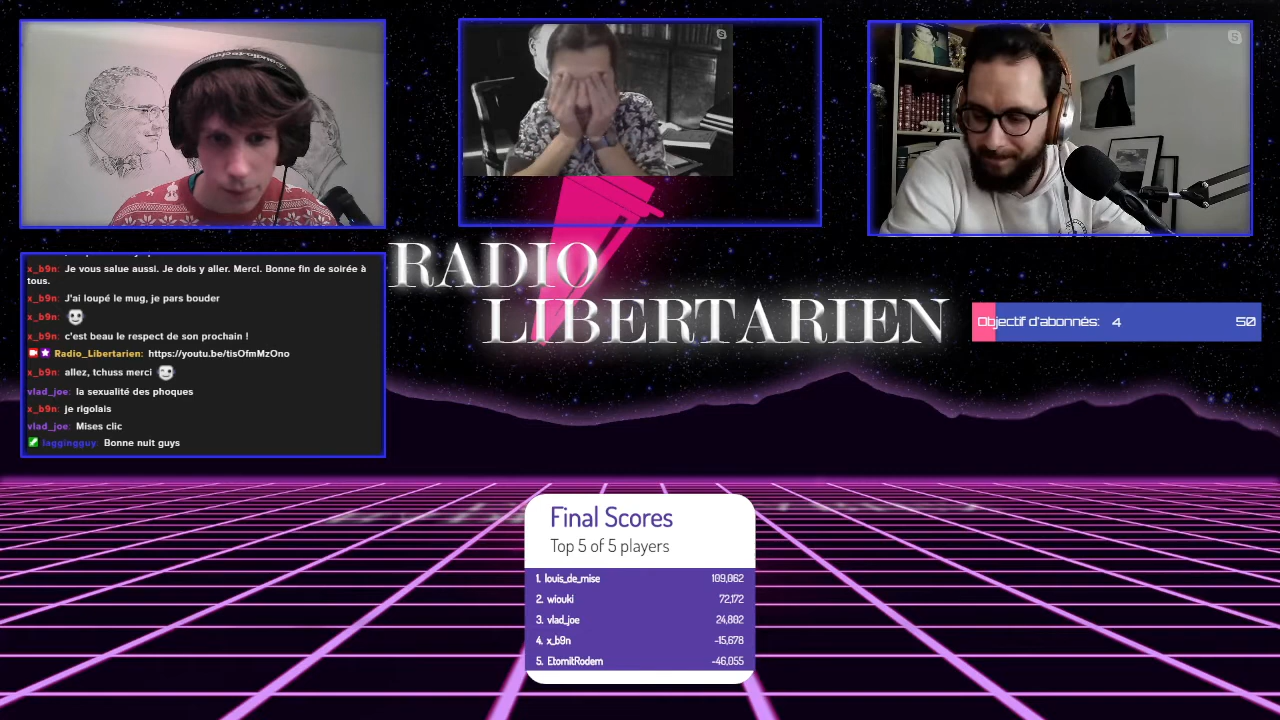 RADIO
LIBERTARIEN
x_b9n: Je vous salue aussi. Je dois y aller. Merci. Bonne fin de soirée à
tous.
x_b9n: J'ai loupé le mug, je pars bouder
x_b9n:
x_b9n: c'est beau le respect de son prochain !
Radio_Libertarien: https://youtu.be/tisOfmMzOno
x_b9n: allez, tchuss merci
vlad_joe: la sexualité des phoques
x_b9n: je rigolais
vlad_joe: Mises clic
laggingguy: Bonne nuit guys
Objectif d'abonnés: 4 50
Final Scores
Top 5 of 5 players
1. louis_de_mise 109,062
2. wiouki 72,172
3. vlad_joe 24,802
4. x_b9n -15,678
5. EtomitRodem -46,055